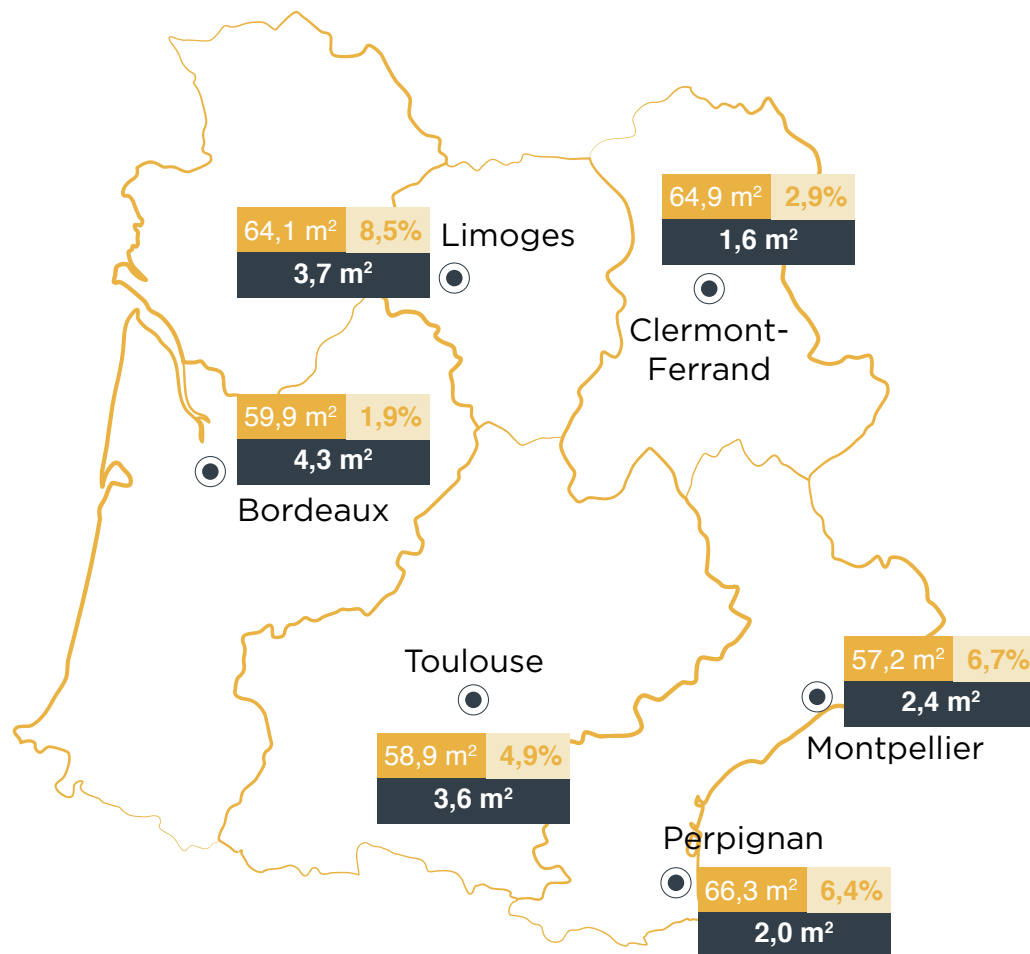 64,9 m² 2,9%
1,6 m²
Clermont-
Ferrand
64,1 m² 8,5%
3,7 m²
Limoges
59,9 m² 1,9%
4,3 m²
Bordeaux
Toulouse
58,9 m² 4,9%
3,6 m²
57,2 m² 6,7%
2,4 m²
Montpellier
Perpignan
66,3 m² 6,4%
2,0 m²